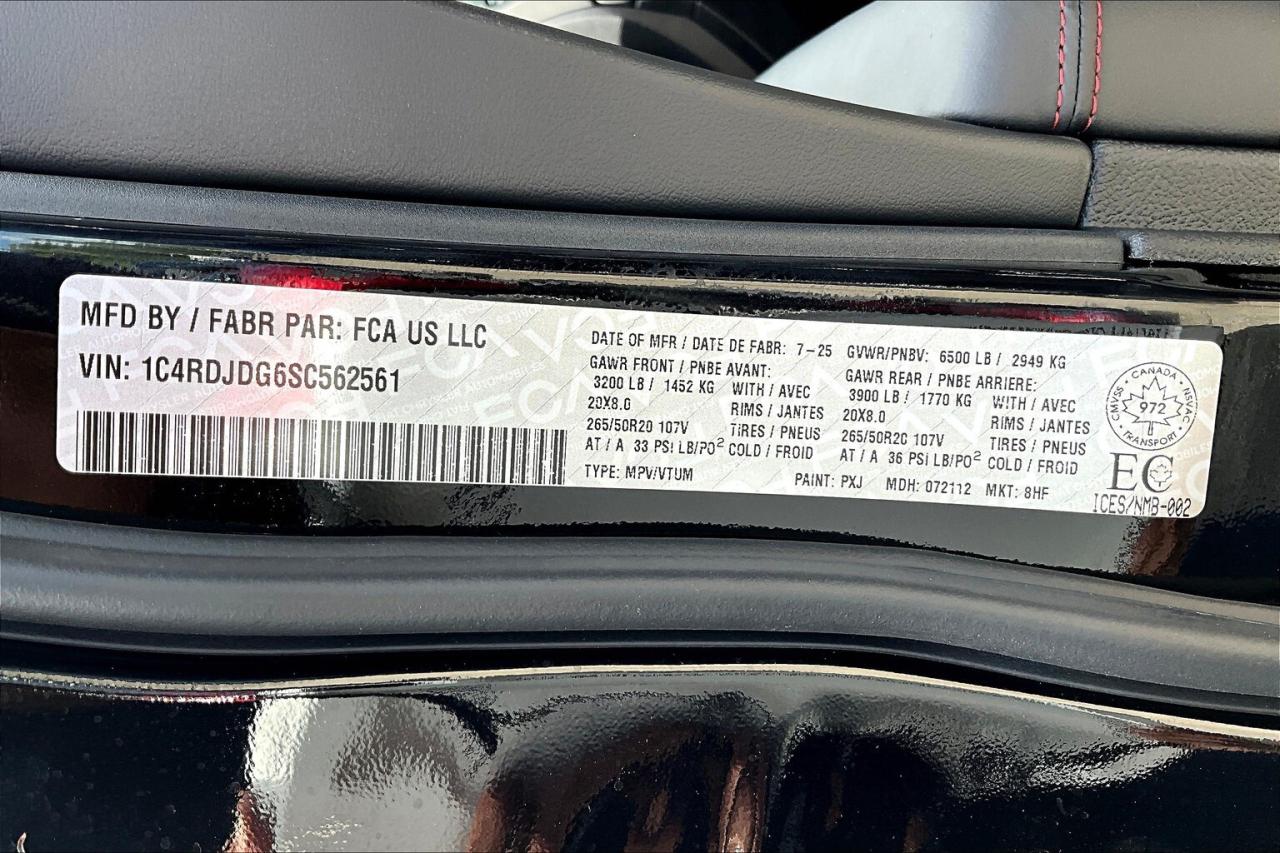 MFD BY / FABR PAR: FCA US LLC
VIN: 1C4RDJDG6SC562561
DATE OF MFR / DATE DE FABR: 7-25 GVWR/PNBV: 6500 LB / 2949 KG
GAWR FRONT / PNBE AVANT: GAWR REAR / PNBE ARRIERE:
3200 LB / 1452 KG WITH / AVEC 3900 LB / 1770 KG WITH / AVEC
20X8.0 RIMS / JANTES 20X8.0 RIMS / JANTES
265/50R20 107V TIRES / PNEUS 265/50R20 107V TIRES / PNEUS
AT / A 33 PSI LB/PO² COLD / FROID AT / A 36 PSI LB/PO² COLD / FROID
TYPE: MPV/VTUM PAINT: PXJ MDH: 072112 MKT: 8HF
CANADA
CMVSS 972 NSVAC
TRANSPORT
EC
ICES/NMB-002